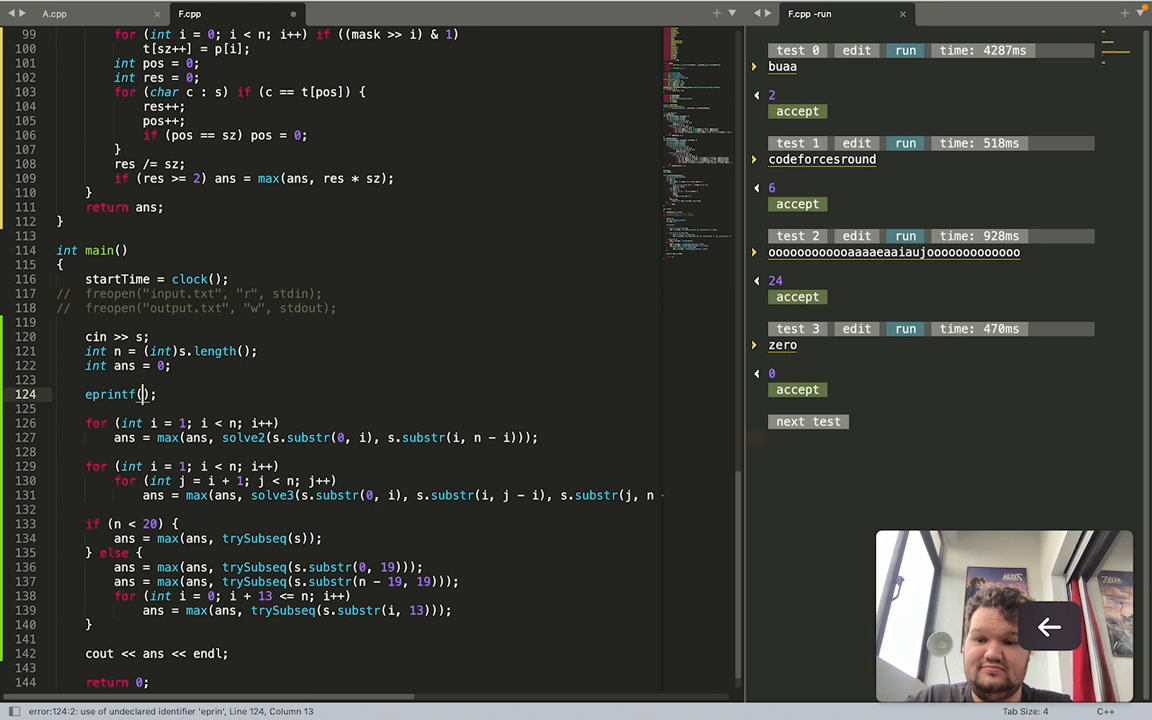 A.cpp
F.cpp
F.cpp -run
99 for (int i = 0; i < n; i++) if ((mask >> i) & 1)
100 t[sz++] = p[i];
101 int pos = 0;
102 int res = 0;
103 for (char c : s) if (c == t[pos]) {
104 res++;
105 pos++;
106 if (pos == sz) pos = 0;
107 }
108 res /= sz;
109 if (res >= 2) ans = max(ans, res * sz);
110 }
111 return ans;
112 }
113
114 int main()
115 {
116 startTime = clock();
117 // freopen("input.txt", "r", stdin);
118 // freopen("output.txt", "w", stdout);
119
120 cin >> s;
121 int n = (int)s.length();
122 int ans = 0;
123
124 eprintf();
125
126 for (int i = 1; i < n; i++)
127 ans = max(ans, solve2(s.substr(0, i), s.substr(i, n - i)));
128
129 for (int i = 1; i < n; i++)
130 for (int j = i + 1; j < n; j++)
131 ans = max(ans, solve3(s.substr(0, i), s.substr(i, j - i), s.substr(j, n -
132
133 if (n < 20) {
134 ans = max(ans, trySubseq(s));
135 } else {
136 ans = max(ans, trySubseq(s.substr(0, 19)));
137 ans = max(ans, trySubseq(s.substr(n - 19, 19)));
138 for (int i = 0; i + 13 <= n; i++)
139 ans = max(ans, trySubseq(s.substr(i, 13)));
140 }
141
142 cout << ans << endl;
143
144 return 0;
test 0 edit run time: 4287ms
buaa
2
accept
test 1 edit run time: 518ms
codeforcesround
6
accept
test 2 edit run time: 928ms
oooooooooooaaaaeaaiaujooooooooooooo
24
accept
test 3 edit run time: 470ms
zero
0
accept
next test
error:124:2: use of undeclared identifier 'eprin', Line 124, Column 13
Tab Size: 4
C++